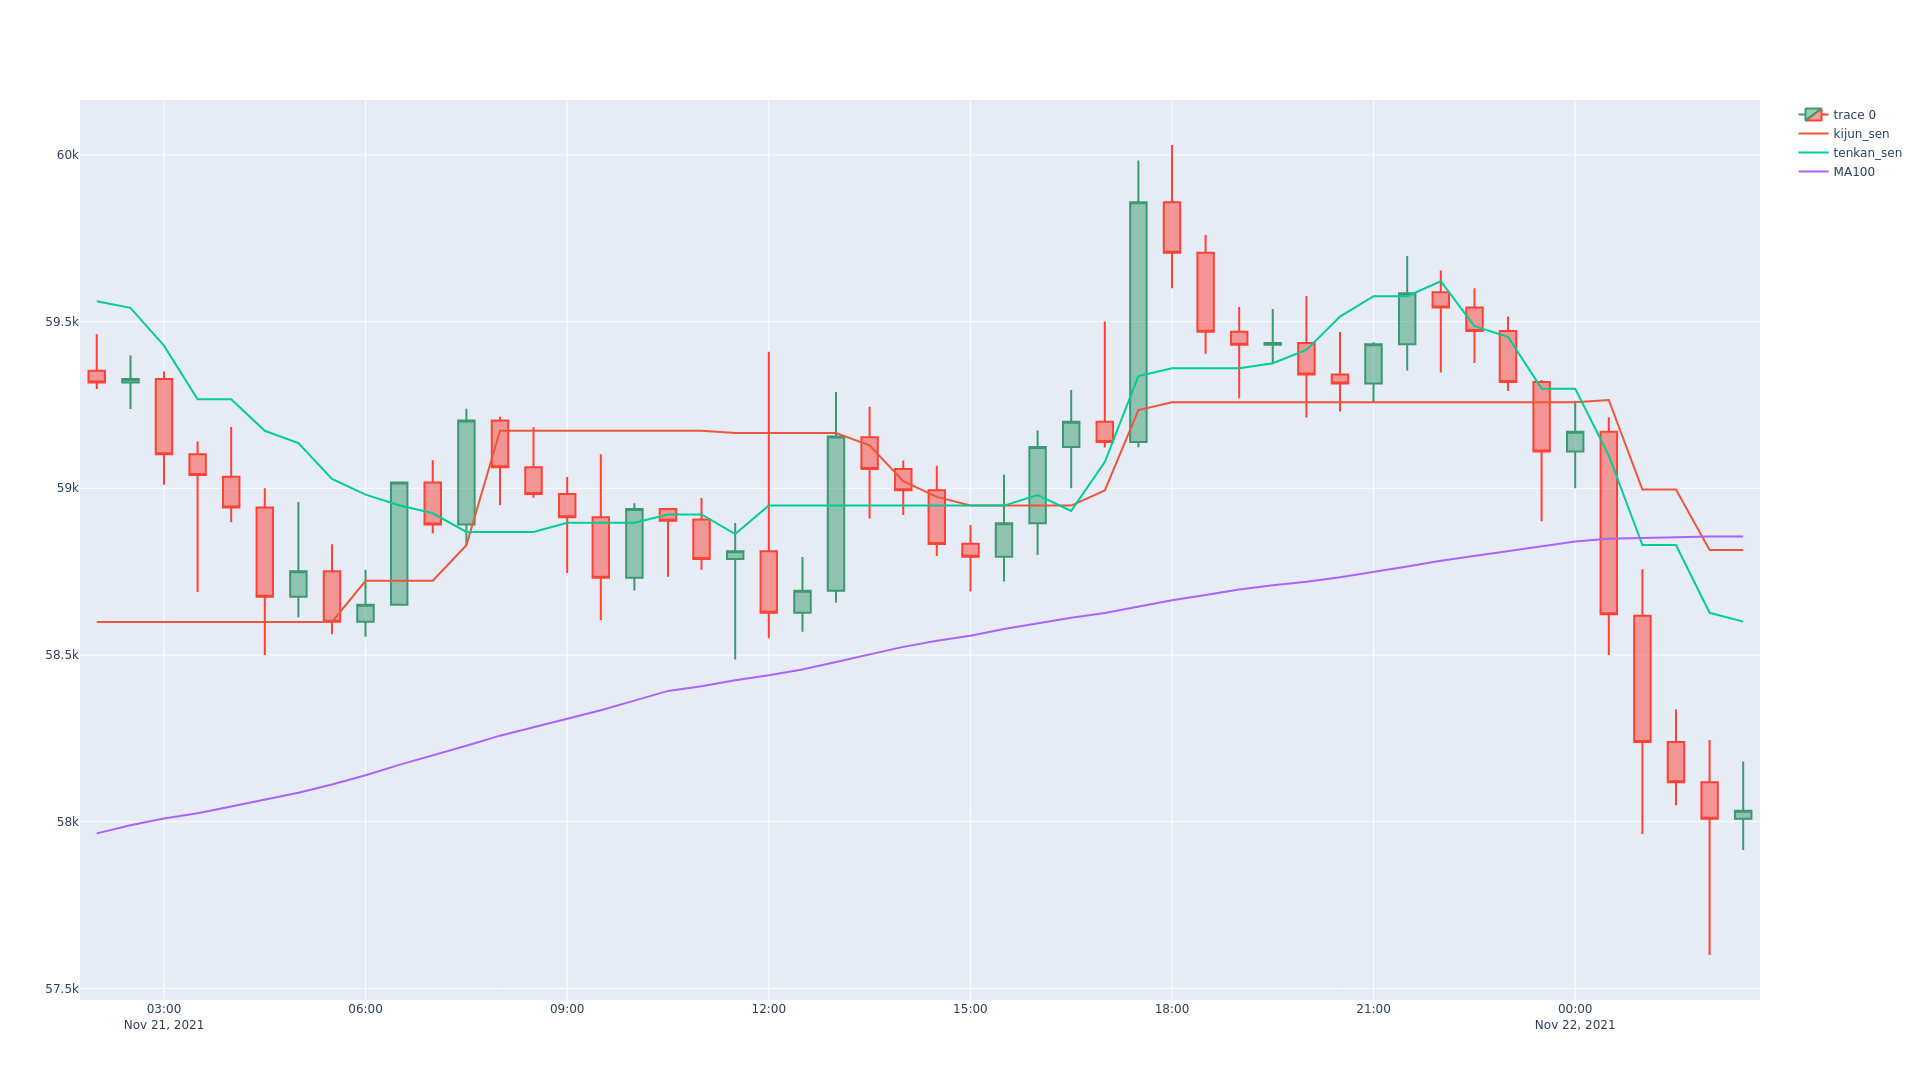 trace 0
kijun_sen
tenkan_sen
MA100
60k
59.5k
59k
58.5k
58k
57.5k
03:00 06:00 09:00 12:00 15:00 18:00 21:00 00:00
Nov 21, 2021 Nov 22, 2021